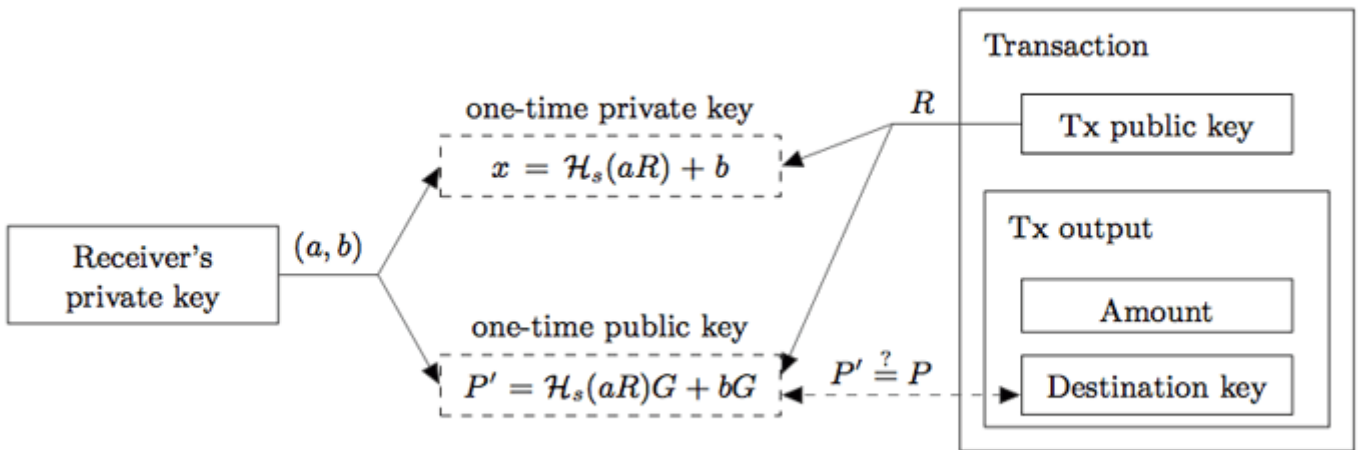 Transaction
R
Tx public key
one-time private key
x = ℋₛ(aR) + b
Tx output
(a, b)
Receiver's
private key
Amount
one-time public key
P′ = ℋₛ(aR)G + bG
P′ ≟ P
Destination key